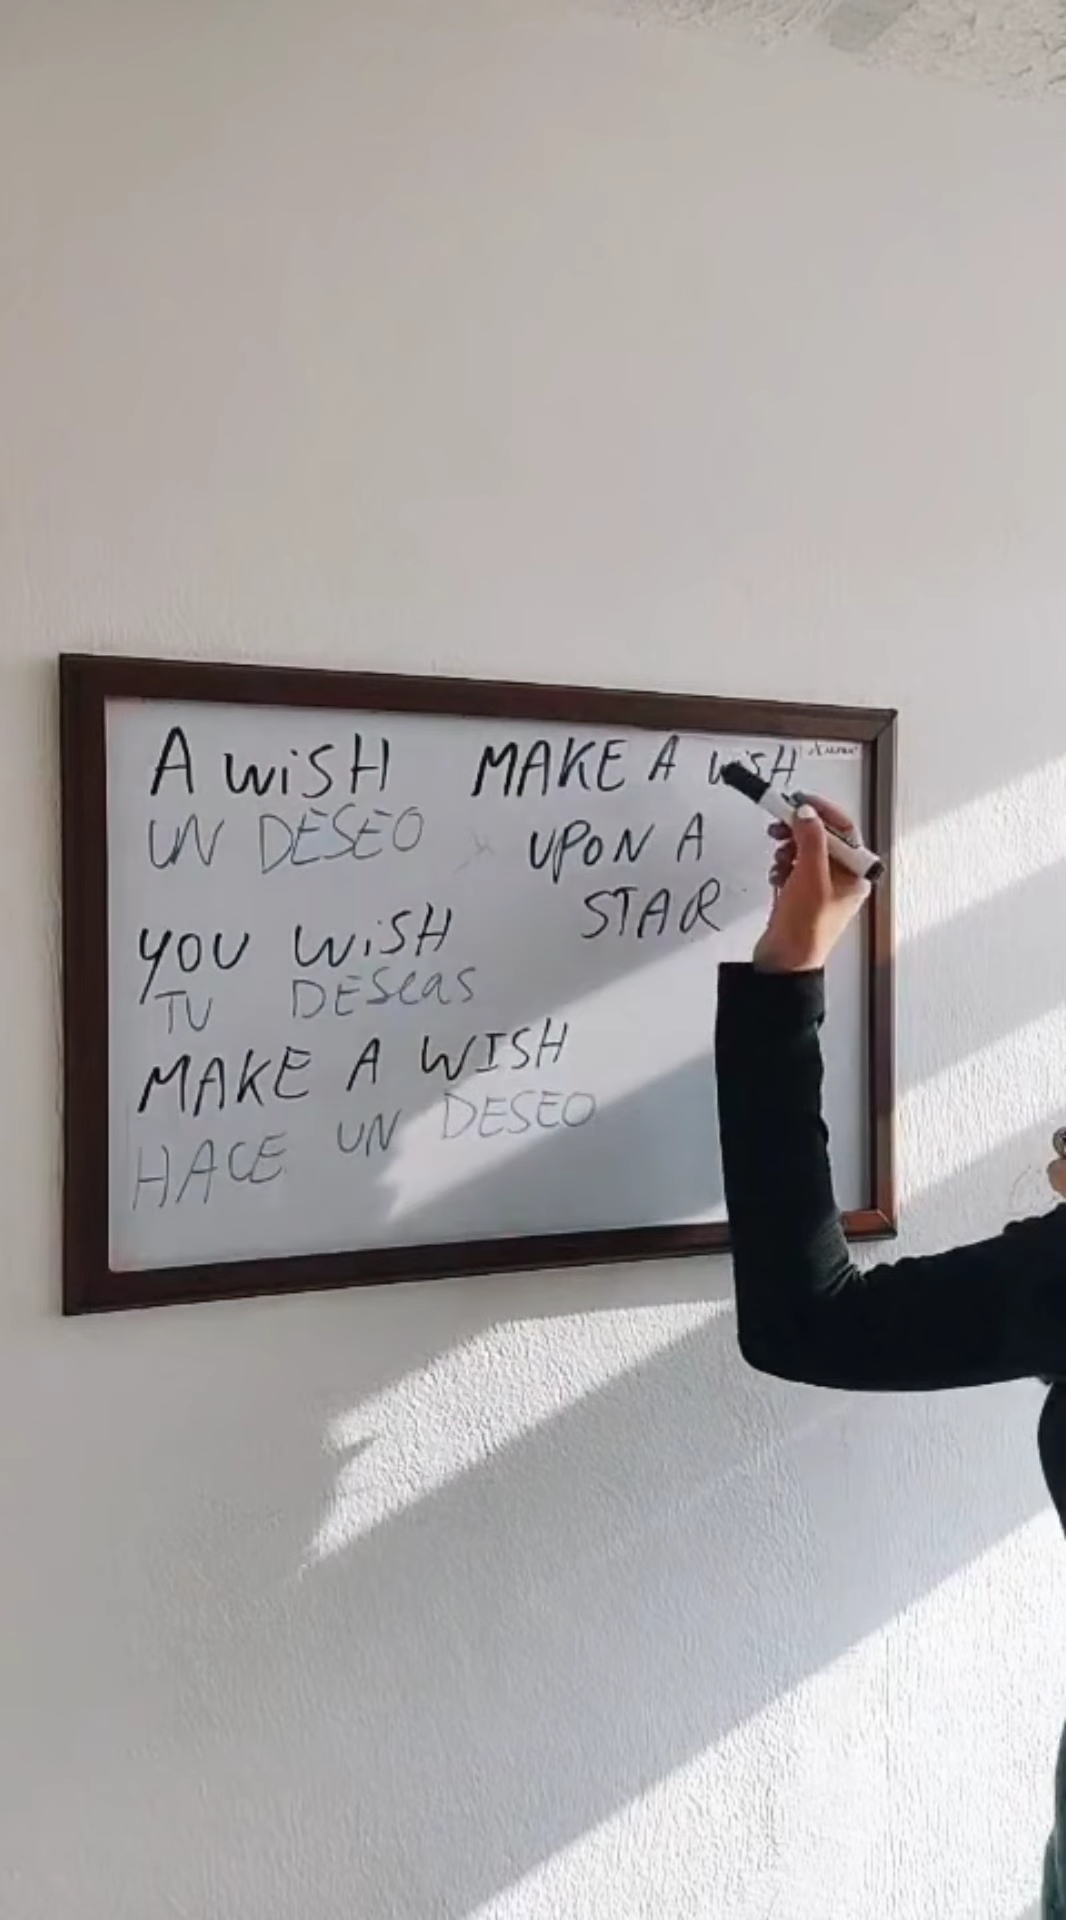 A WiSH
UN DESEO
YOU WiSH
TU DESeas
MAKE A WISH
HACE UN DESEO
MAKE A WiSH
UPON A
STAR